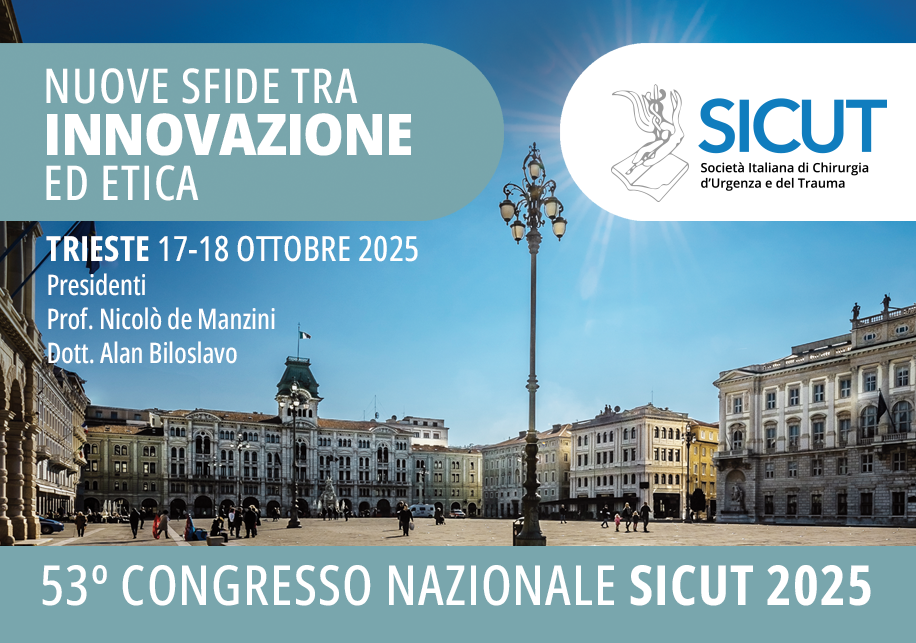 NUOVE SFIDE TRA
INNOVAZIONE
ED ETICA
SICUT
Società Italiana di Chirurgia
d'Urgenza e del Trauma
TRIESTE 17-18 OTTOBRE 2025
Presidenti
Prof. Nicolò de Manzini
Dott. Alan Biloslavo
53º CONGRESSO NAZIONALE SICUT 2025